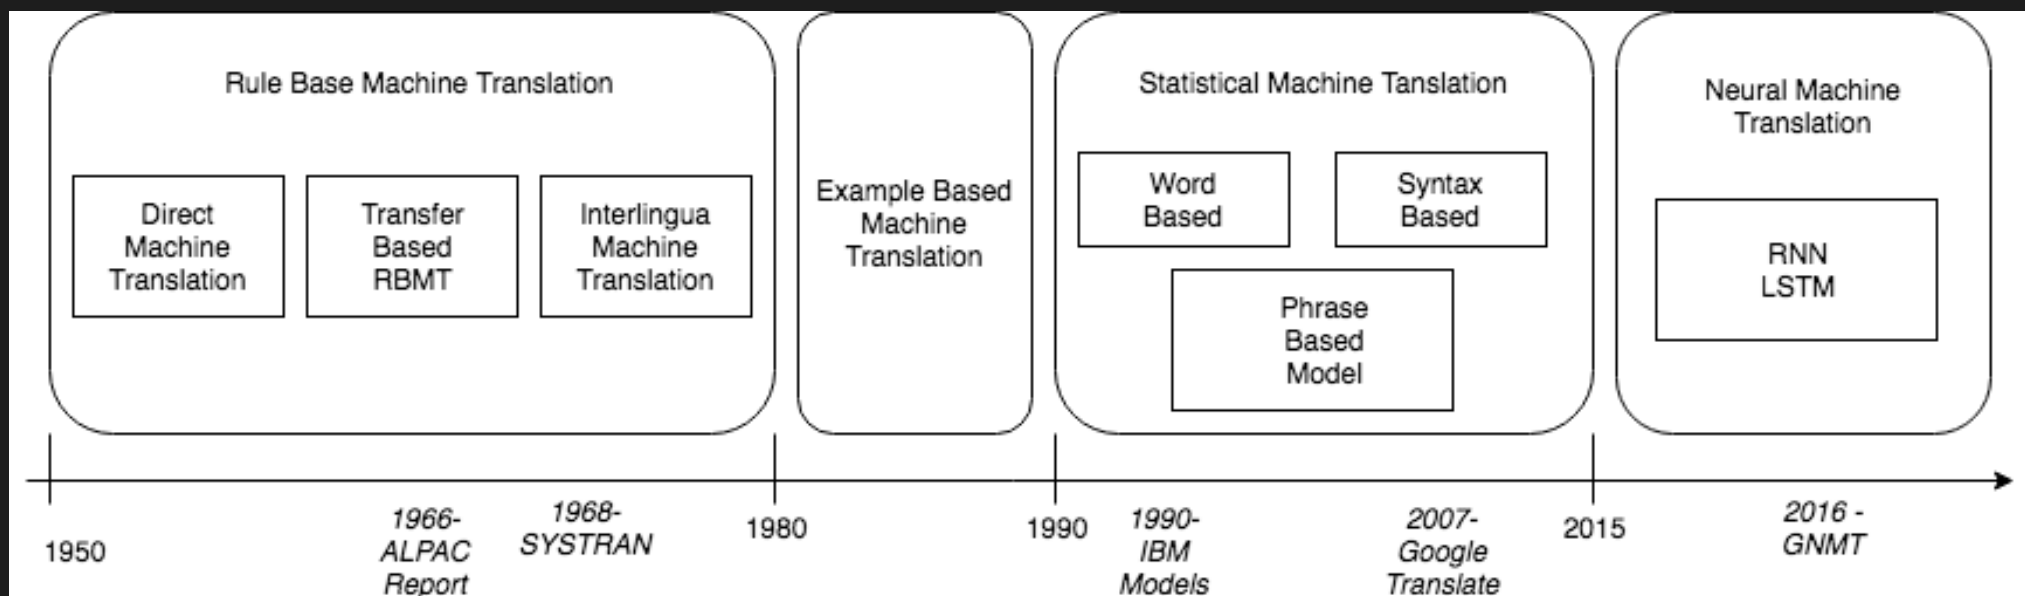 Rule Base Machine Translation
Direct
Machine
Translation
Transfer
Based
RBMT
Interlingua
Machine
Translation
Example Based
Machine
Translation
Statistical Machine Tanslation
Word
Based
Syntax
Based
Phrase
Based
Model
Neural Machine
Translation
RNN
LSTM
1950
1966-
ALPAC
Report
1968-
SYSTRAN
1980
1990
1990-
IBM
Models
2007-
Google
Translate
2015
2016 -
GNMT